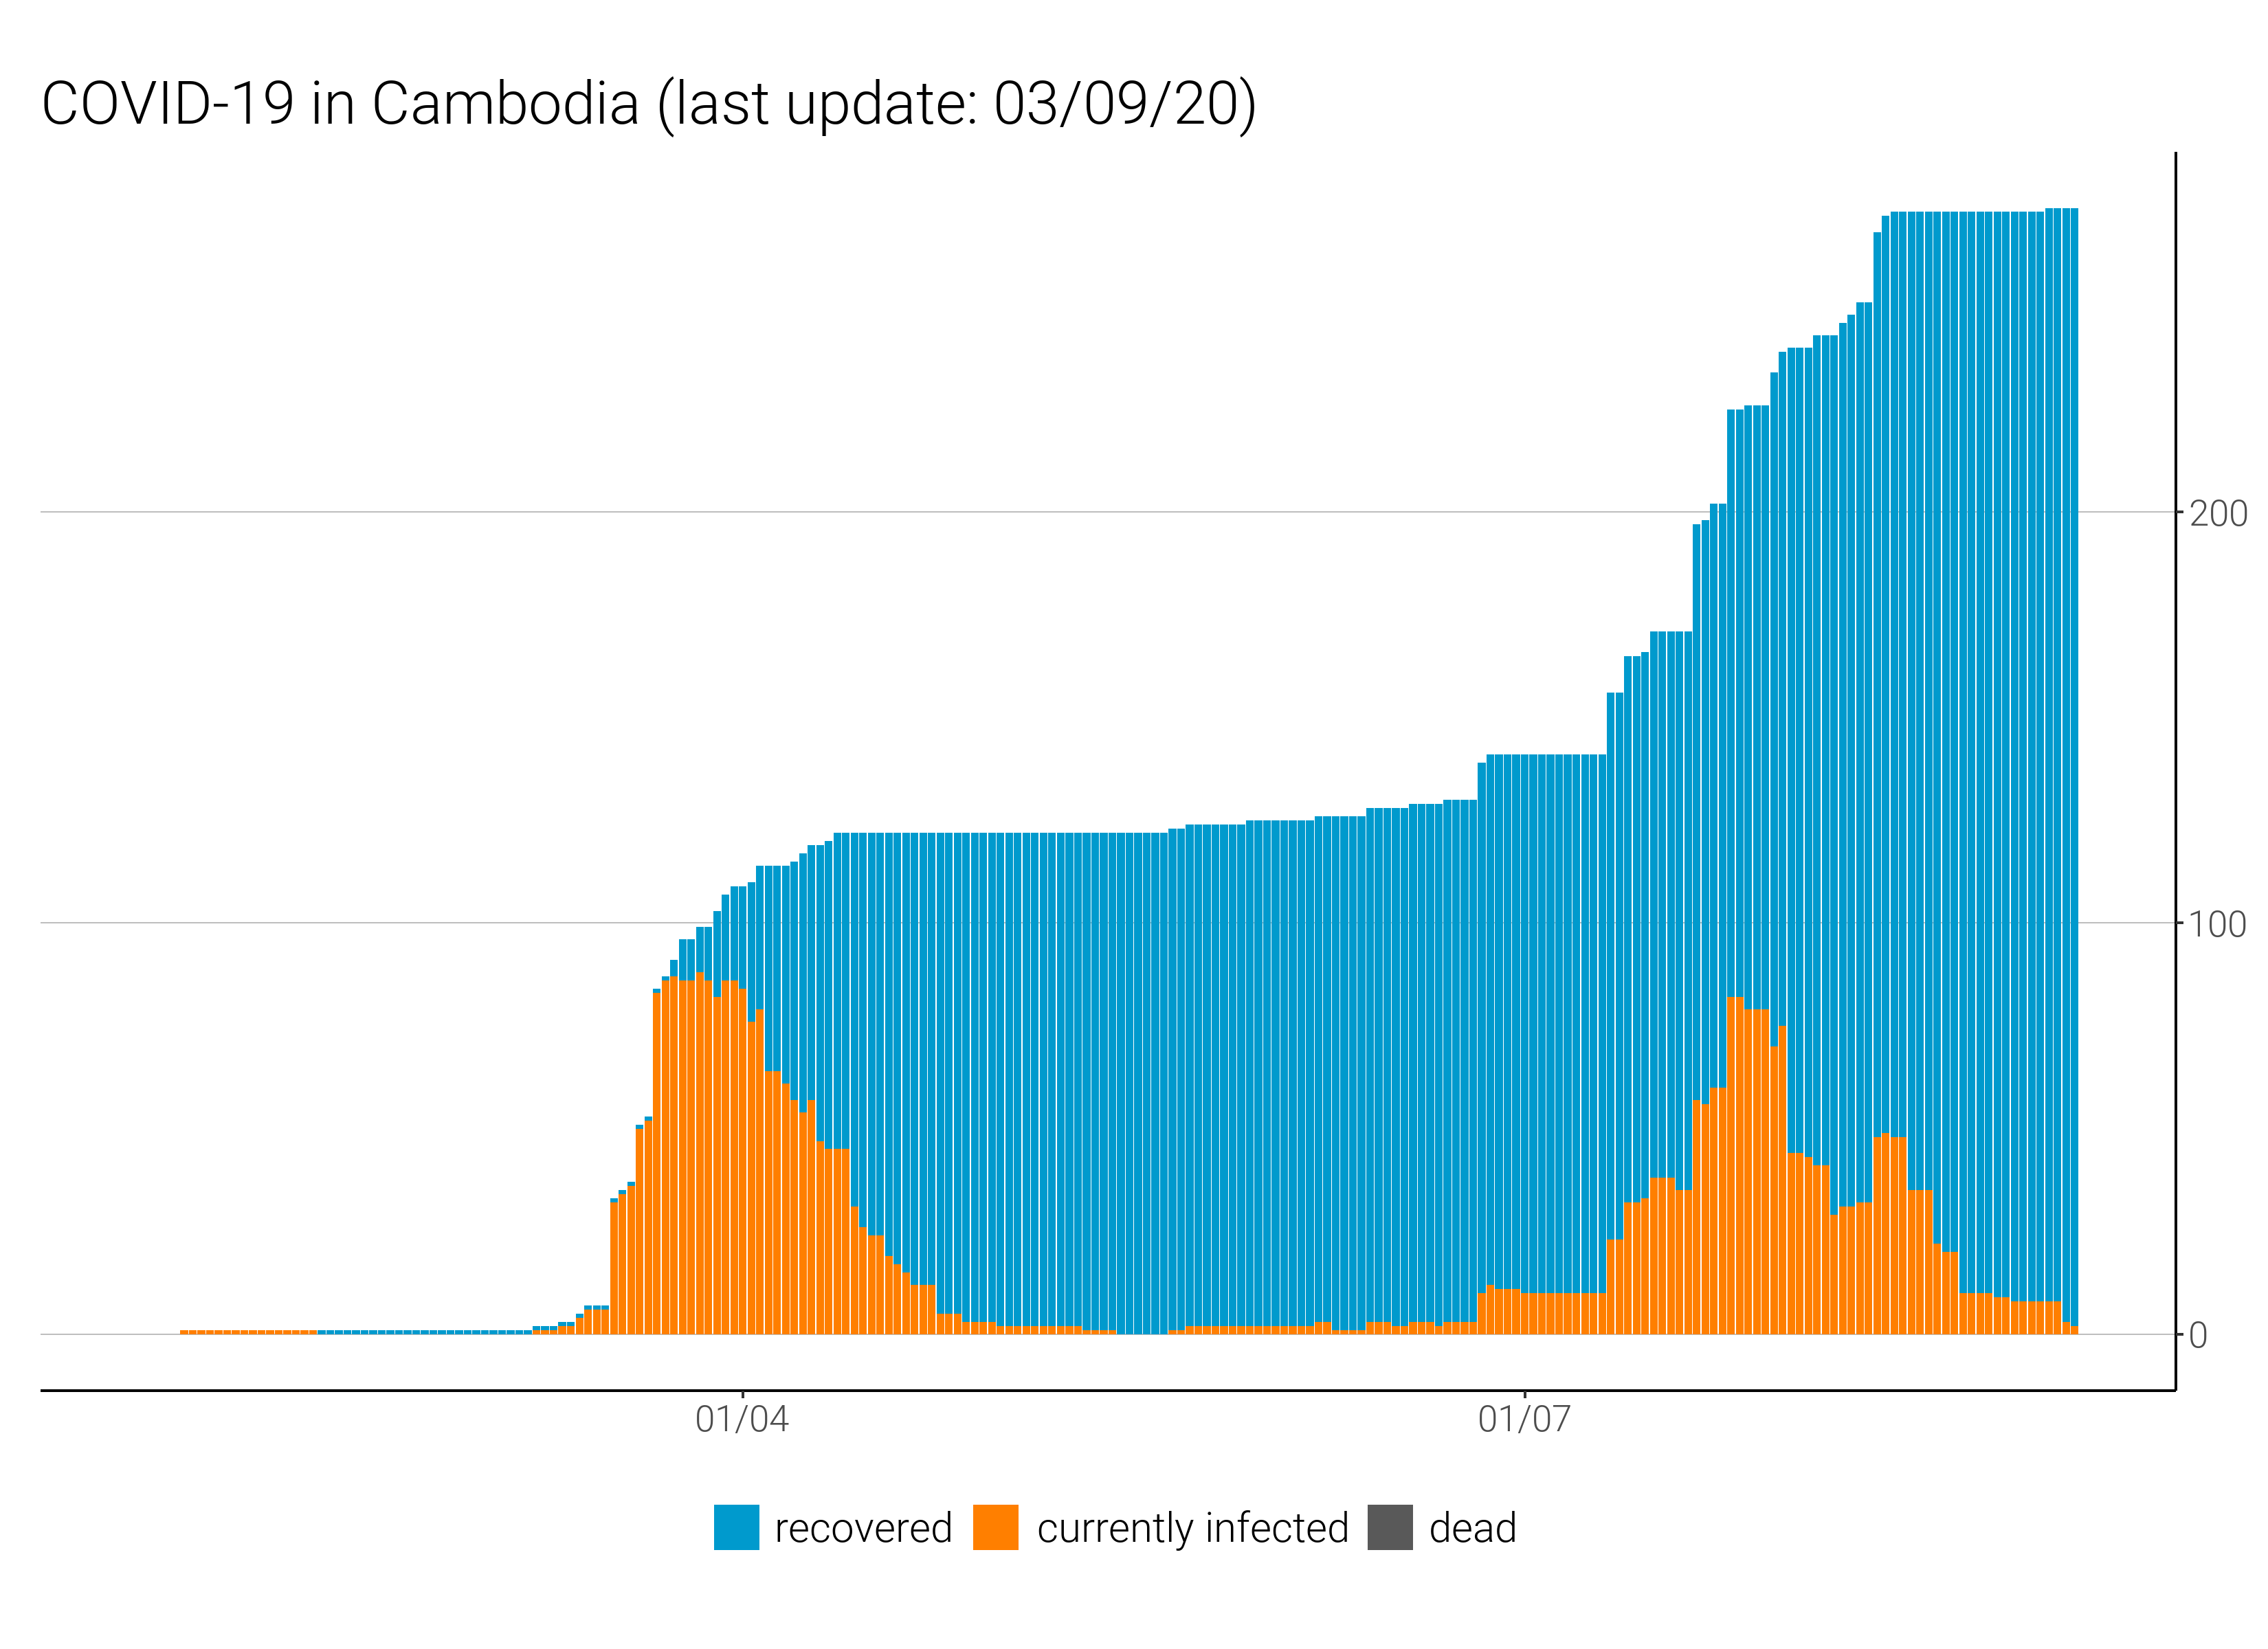 COVID-19 in Cambodia (last update: 03/09/20)
200
100
0
01/04 01/07
recovered currently infected dead